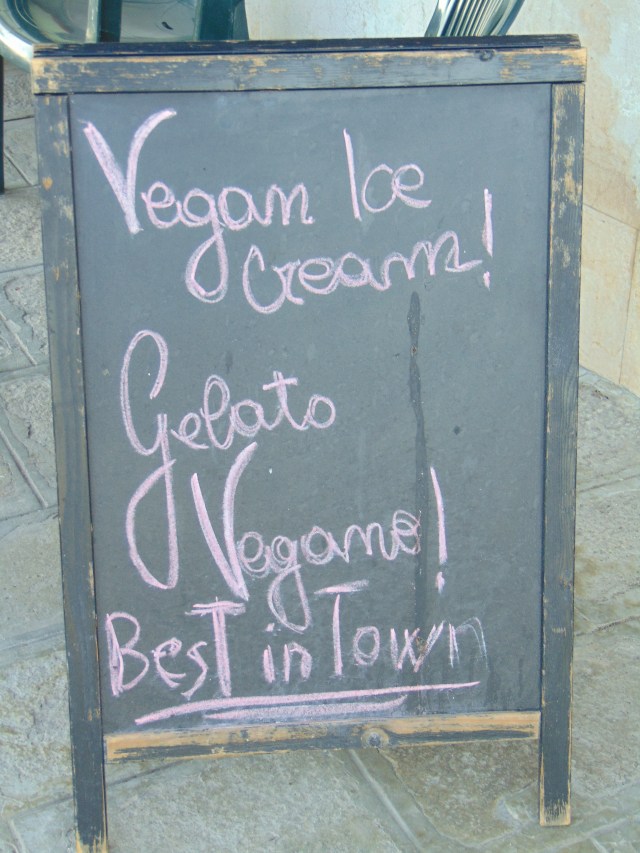 Vegan Ice
Cream!
Gelato
Vegano!
Best in Town